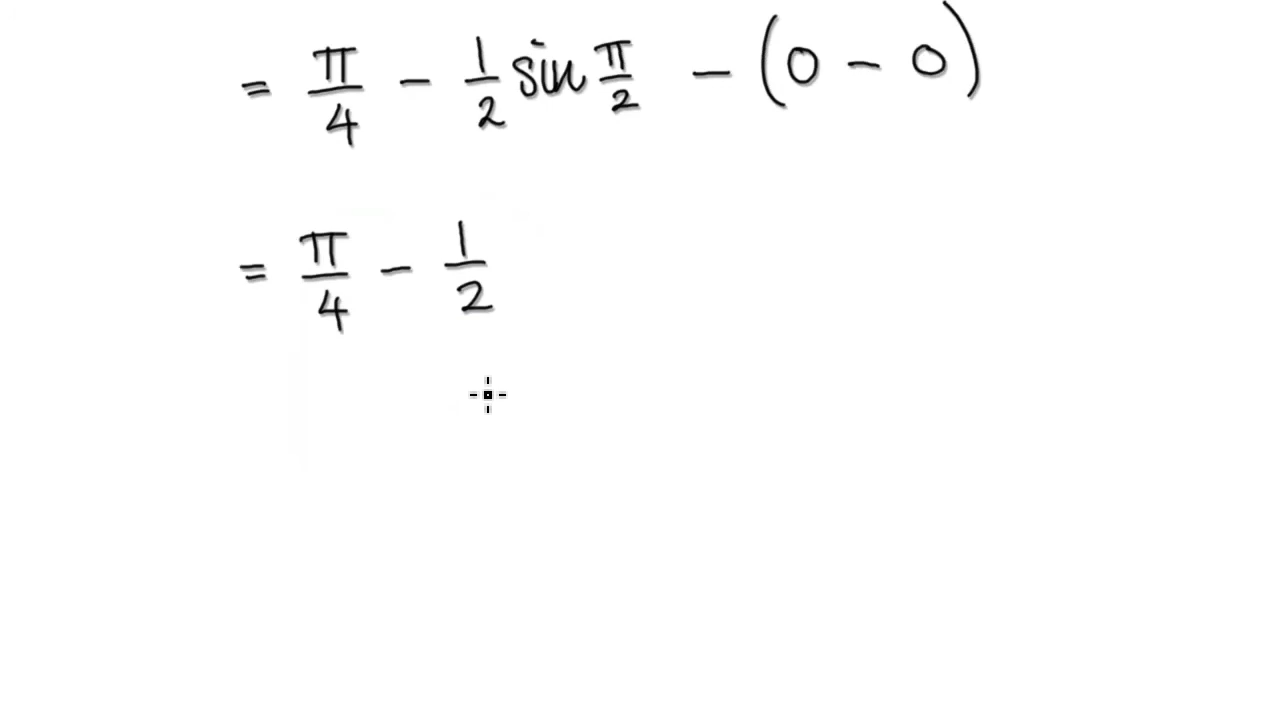 = π/4 - 1/2 sin π/2 - (0 - 0)
= π/4 - 1/2